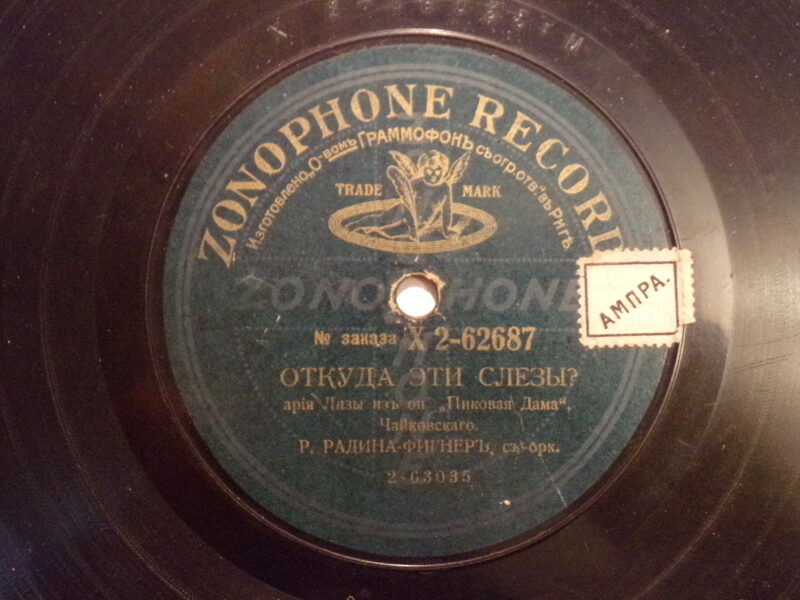 ZONOPHONE RECORD
Изготовлено „О-вомъ ГРАММОФОНЪ съ огр. отв." въ Ригѣ
TRADE MARK
ZONOPHONE
№ заказа X 2-62687
ОТКУДА ЭТИ СЛЕЗЫ?
арія Лизы изъ оп. „Пиковая Дама",
Чайковскаго.
Р. РАДИНА-ФИГНЕРЪ, съ орк.
2-63035
АМПРА.